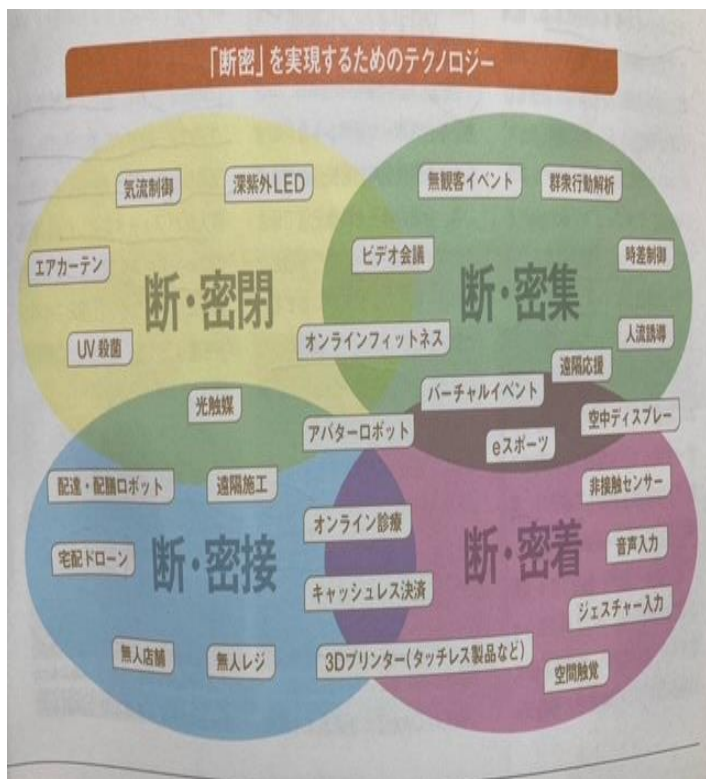 「断密」を実現するためのテクノロジー
気流制御
深紫外LED
無観客イベント
群衆行動解析
エアカーテン
ビデオ会議
時差制御
断・密閉
断・密集
UV殺菌
オンラインフィットネス
人流誘導
遠隔応援
光触媒
バーチャルイベント
空中ディスプレー
アバターロボット
eスポーツ
配達・配膳ロボット
遠隔施工
非接触センサー
オンライン診療
音声入力
宅配ドローン
断・密接
断・密着
キャッシュレス決済
ジェスチャー入力
無人店舗
無人レジ
3Dプリンター(タッチレス製品など)
空間触覚